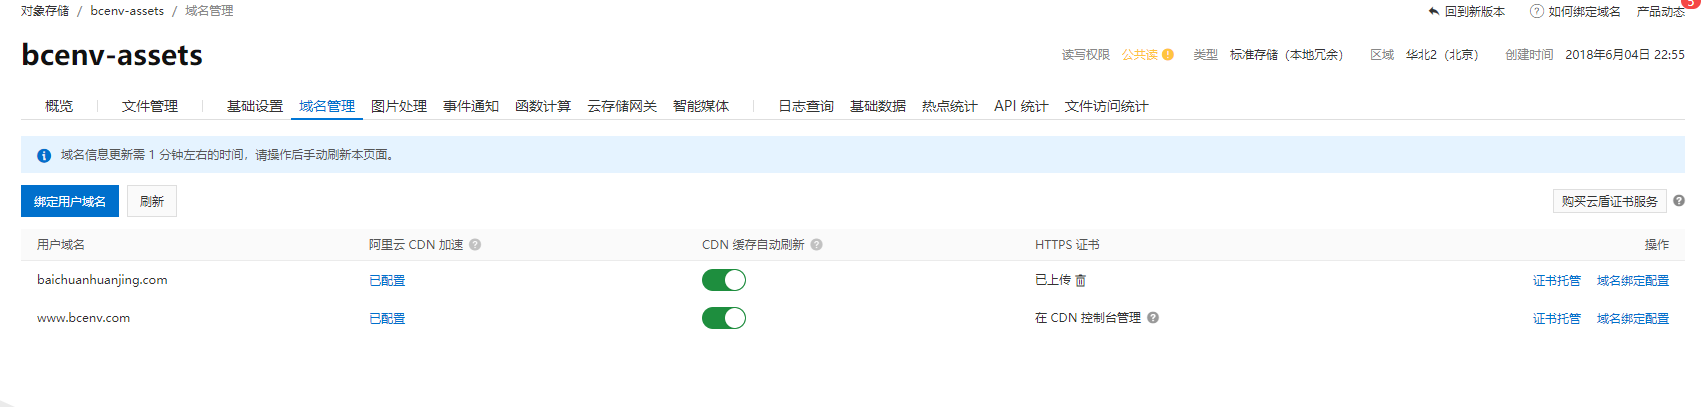 对象存储 / bcenv-assets / 域名管理 回到新版本 如何绑定域名 产品动态 5
bcenv-assets 读写权限 公共读 类型 标准存储（本地冗余） 区域 华北2（北京） 创建时间 2018年6月04日 22:55
概览 文件管理 基础设置 域名管理 图片处理 事件通知 函数计算 云存储网关 智能媒体 日志查询 基础数据 热点统计 API 统计 文件访问统计
域名信息更新需 1 分钟左右的时间，请操作后手动刷新本页面。
绑定用户域名 刷新 购买云盾证书服务
用户域名 阿里云 CDN 加速 CDN 缓存自动刷新 HTTPS 证书 操作
baichuanhuanjing.com 已配置 已上传 证书托管 域名绑定配置
www.bcenv.com 已配置 在 CDN 控制台管理 证书托管 域名绑定配置